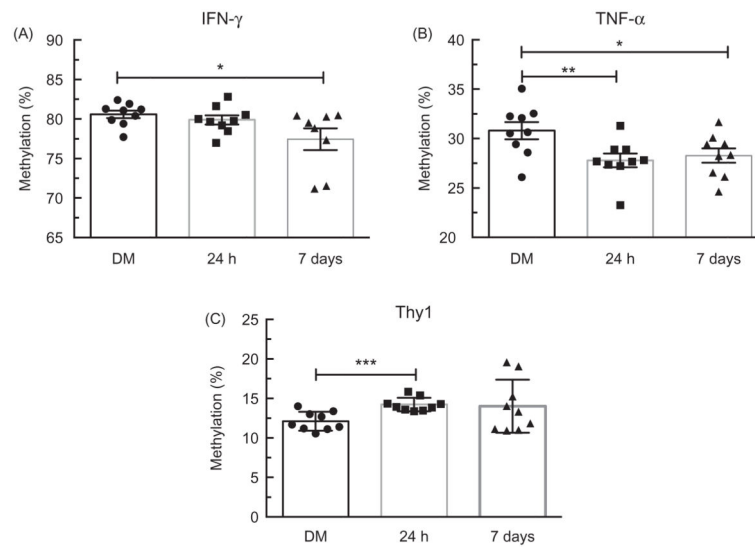 (A)
IFN-γ
*
90
85
80
75
70
65
Methylation (%)
DM
24 h
7 days
(B)
TNF-α
*
**
40
35
30
25
20
Methylation (%)
DM
24 h
7 days
(C)
Thy1
***
25
20
15
10
5
0
Methylation (%)
DM
24 h
7 days